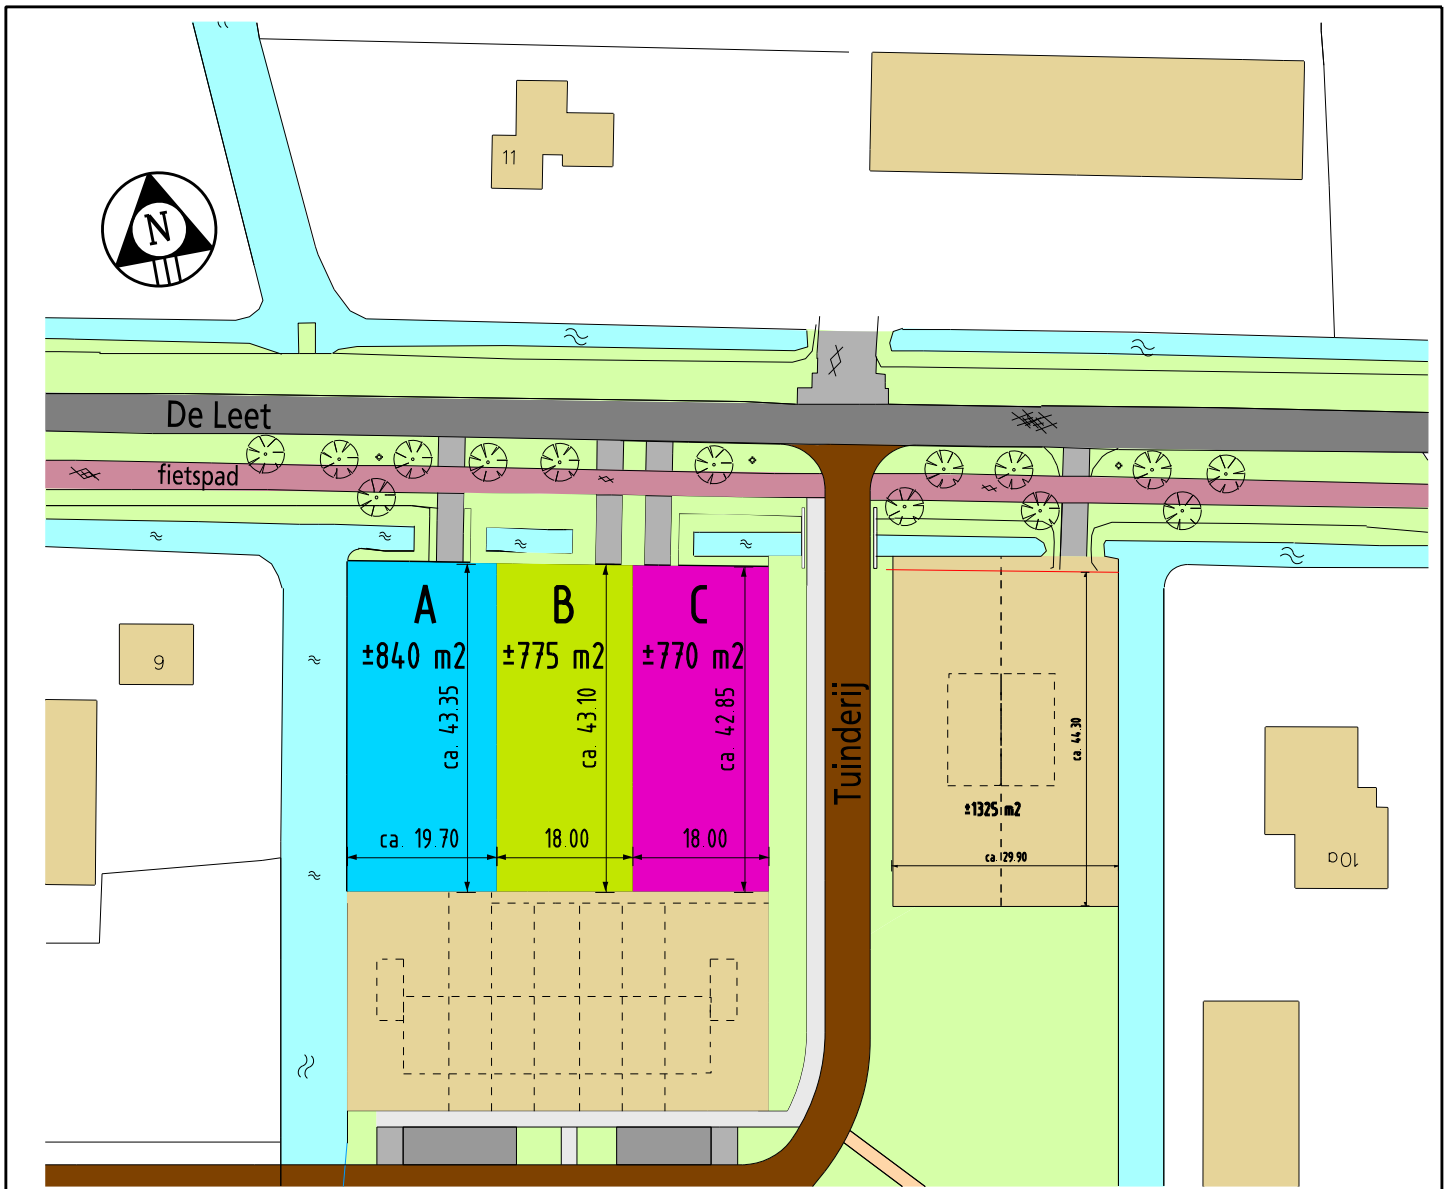 11
N
De Leet
fietspad
A
B
C
±840 m2
±775 m2
±770 m2
9
ca. 43.35
ca. 43.10
ca. 42.85
Tuinderij
ca. 44.30
±1325 m2
ca. 19.70
18.00
18.00
ca. 29.90
10a